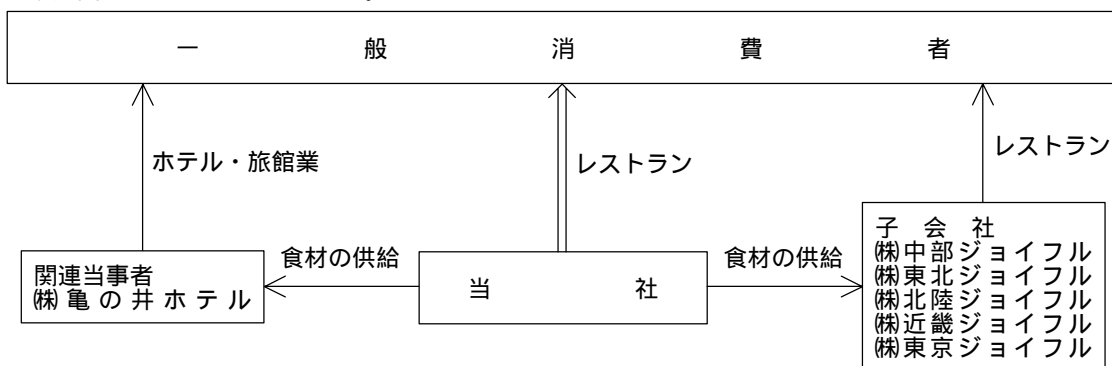 一般消費者
ホテル・旅館業
レストラン
レストラン
関連当事者
㈱亀の井ホテル
食材の供給
当社
食材の供給
子会社
㈱中部ジョイフル
㈱東北ジョイフル
㈱北陸ジョイフル
㈱近畿ジョイフル
㈱東京ジョイフル